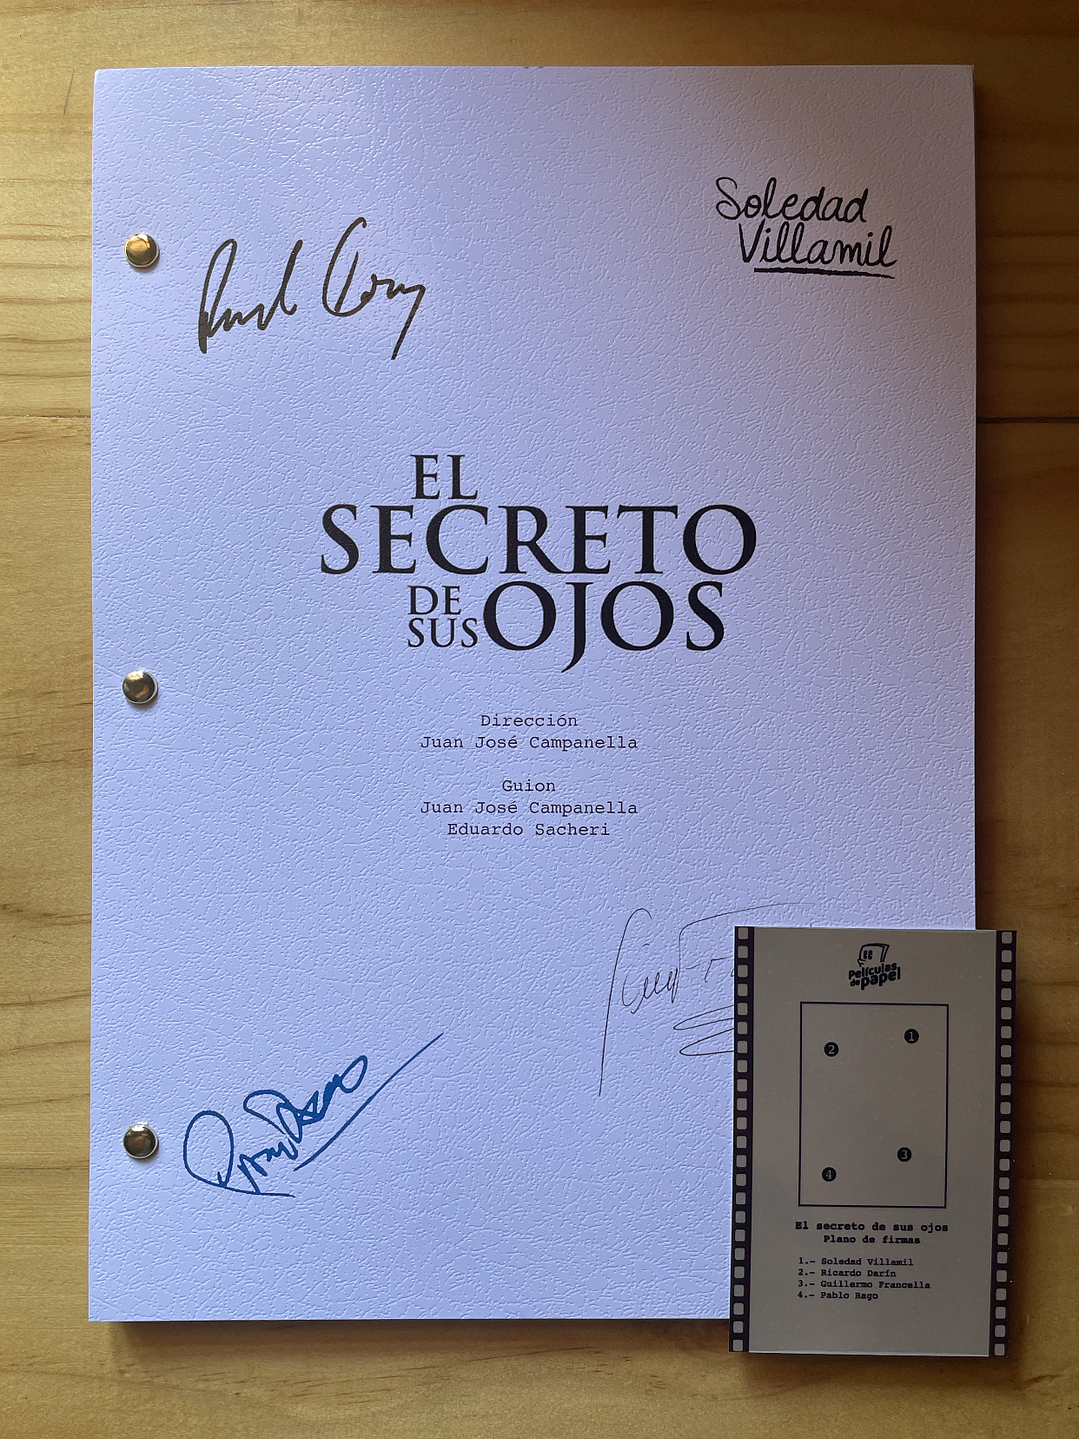 Soledad
Villamil
EL
SECRETO
DE
SUS OJOS
Dirección
Juan José Campanella
Guion
Juan José Campanella
Eduardo Sacheri
Películas
de papel
1
2
3
4
El secreto de sus ojos
Plano de firmas
1.- Soledad Villamil
2.- Ricardo Darín
3.- Guillermo Francella
4.- Pablo Rago